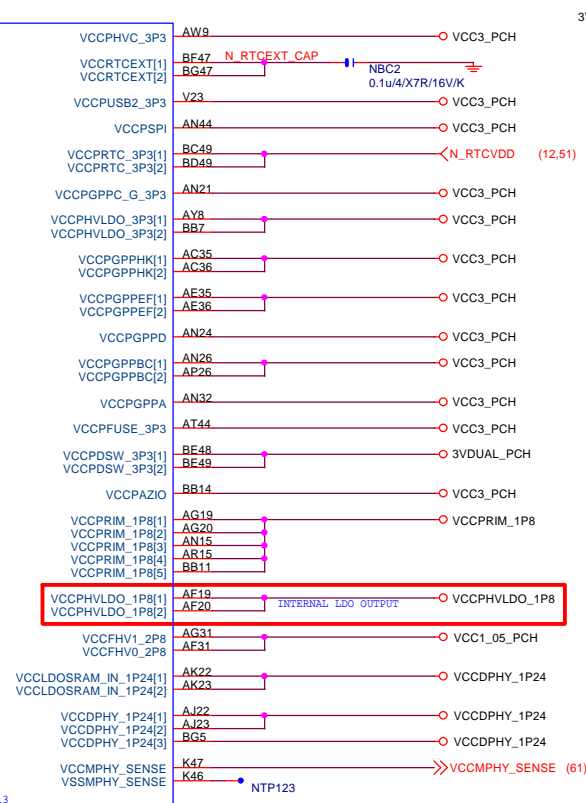 3
VCCPHVC_3P3 AW9 VCC3_PCH
VCCRTCEXT[1] BF47 N_RTCEXT_CAP
VCCRTCEXT[2] BG47
NBC2
0.1u/4/X7R/16V/K
VCCPUSB2_3P3 V23 VCC3_PCH
VCCPSPI AN44 VCC3_PCH
VCCPRTC_3P3[1] BC49 N_RTCVDD (12,51)
VCCPRTC_3P3[2] BD49
VCCPGPPC_G_3P3 AN21 VCC3_PCH
VCCPHVLDO_3P3[1] AY8 VCC3_PCH
VCCPHVLDO_3P3[2] BB7
VCCPGPPHK[1] AC35 VCC3_PCH
VCCPGPPHK[2] AC36
VCCPGPPEF[1] AE35 VCC3_PCH
VCCPGPPEF[2] AE36
VCCPGPPD AN24 VCC3_PCH
VCCPGPPBC[1] AN26 VCC3_PCH
VCCPGPPBC[2] AP26
VCCPGPPA AN32 VCC3_PCH
VCCPFUSE_3P3 AT44 VCC3_PCH
VCCPDSW_3P3[1] BE48 3VDUAL_PCH
VCCPDSW_3P3[2] BE49
VCCPAZIO BB14 VCC3_PCH
VCCPRIM_1P8[1] AG19 VCCPRIM_1P8
VCCPRIM_1P8[2] AG20
VCCPRIM_1P8[3] AN15
VCCPRIM_1P8[4] AR15
VCCPRIM_1P8[5] BB11
VCCPHVLDO_1P8[1] AF19 INTERNAL LDO OUTPUT VCCPHVLDO_1P8
VCCPHVLDO_1P8[2] AF20
VCCFHV1_2P8 AG31 VCC1_05_PCH
VCCFHV0_2P8 AF31
VCCLDOSRAM_IN_1P24[1] AK22 VCCDPHY_1P24
VCCLDOSRAM_IN_1P24[2] AK23
VCCDPHY_1P24[1] AJ22 VCCDPHY_1P24
VCCDPHY_1P24[2] AJ23
VCCDPHY_1P24[3] BG5 VCCDPHY_1P24
VCCMPHY_SENSE K47 VCCMPHY_SENSE (61)
VSSMPHY_SENSE K46 NTP123